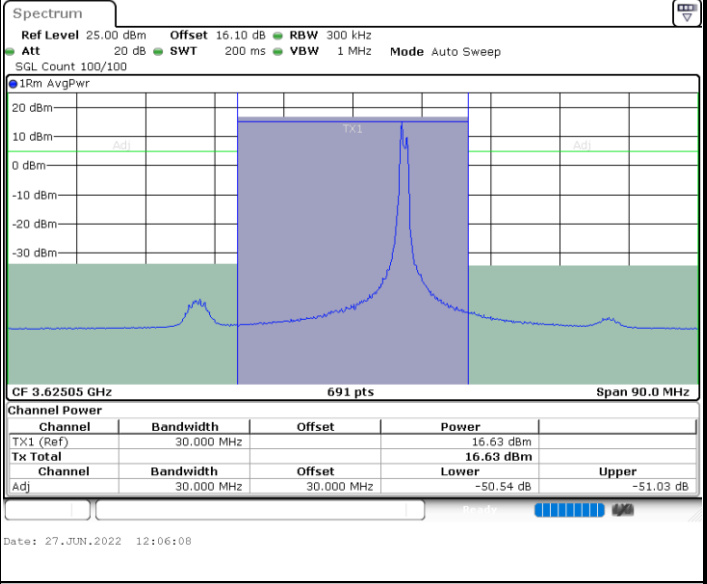 Spectrum
Ref Level 25.00 dBm Offset 16.10 dB RBW 300 kHz
Att 20 dB SWT 200 ms VBW 1 MHz Mode Auto Sweep
SGL Count 100/100
1Rm AvgPwr
20 dBm
TX1
10 dBm
Adj Adj
0 dBm
-10 dBm
-20 dBm
-30 dBm
CF 3.62505 GHz 691 pts Span 90.0 MHz
Channel Power
Channel Bandwidth Offset Power
TX1 (Ref) 30.000 MHz 16.63 dBm
Tx Total 16.63 dBm
Channel Bandwidth Offset Lower Upper
Adj 30.000 MHz 30.000 MHz -50.54 dB -51.03 dB
Ready
Date: 27.JUN.2022 12:06:08